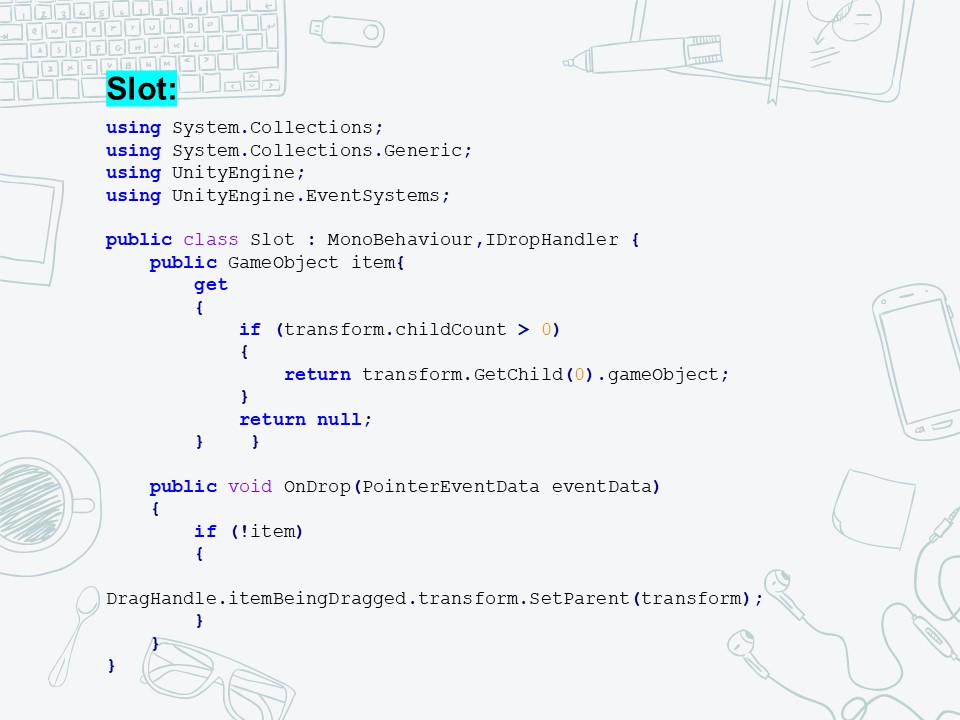 Slot:
using System.Collections;
using System.Collections.Generic;
using UnityEngine;
using UnityEngine.EventSystems;
public class Slot : MonoBehaviour,IDropHandler {
    public GameObject item{
        get
        {
            if (transform.childCount > 0)
            {
                return transform.GetChild(0).gameObject;
            }
            return null;
        }    }
    public void OnDrop(PointerEventData eventData)
    {
        if (!item)
        {
DragHandle.itemBeingDragged.transform.SetParent(transform);
        }
    }
}